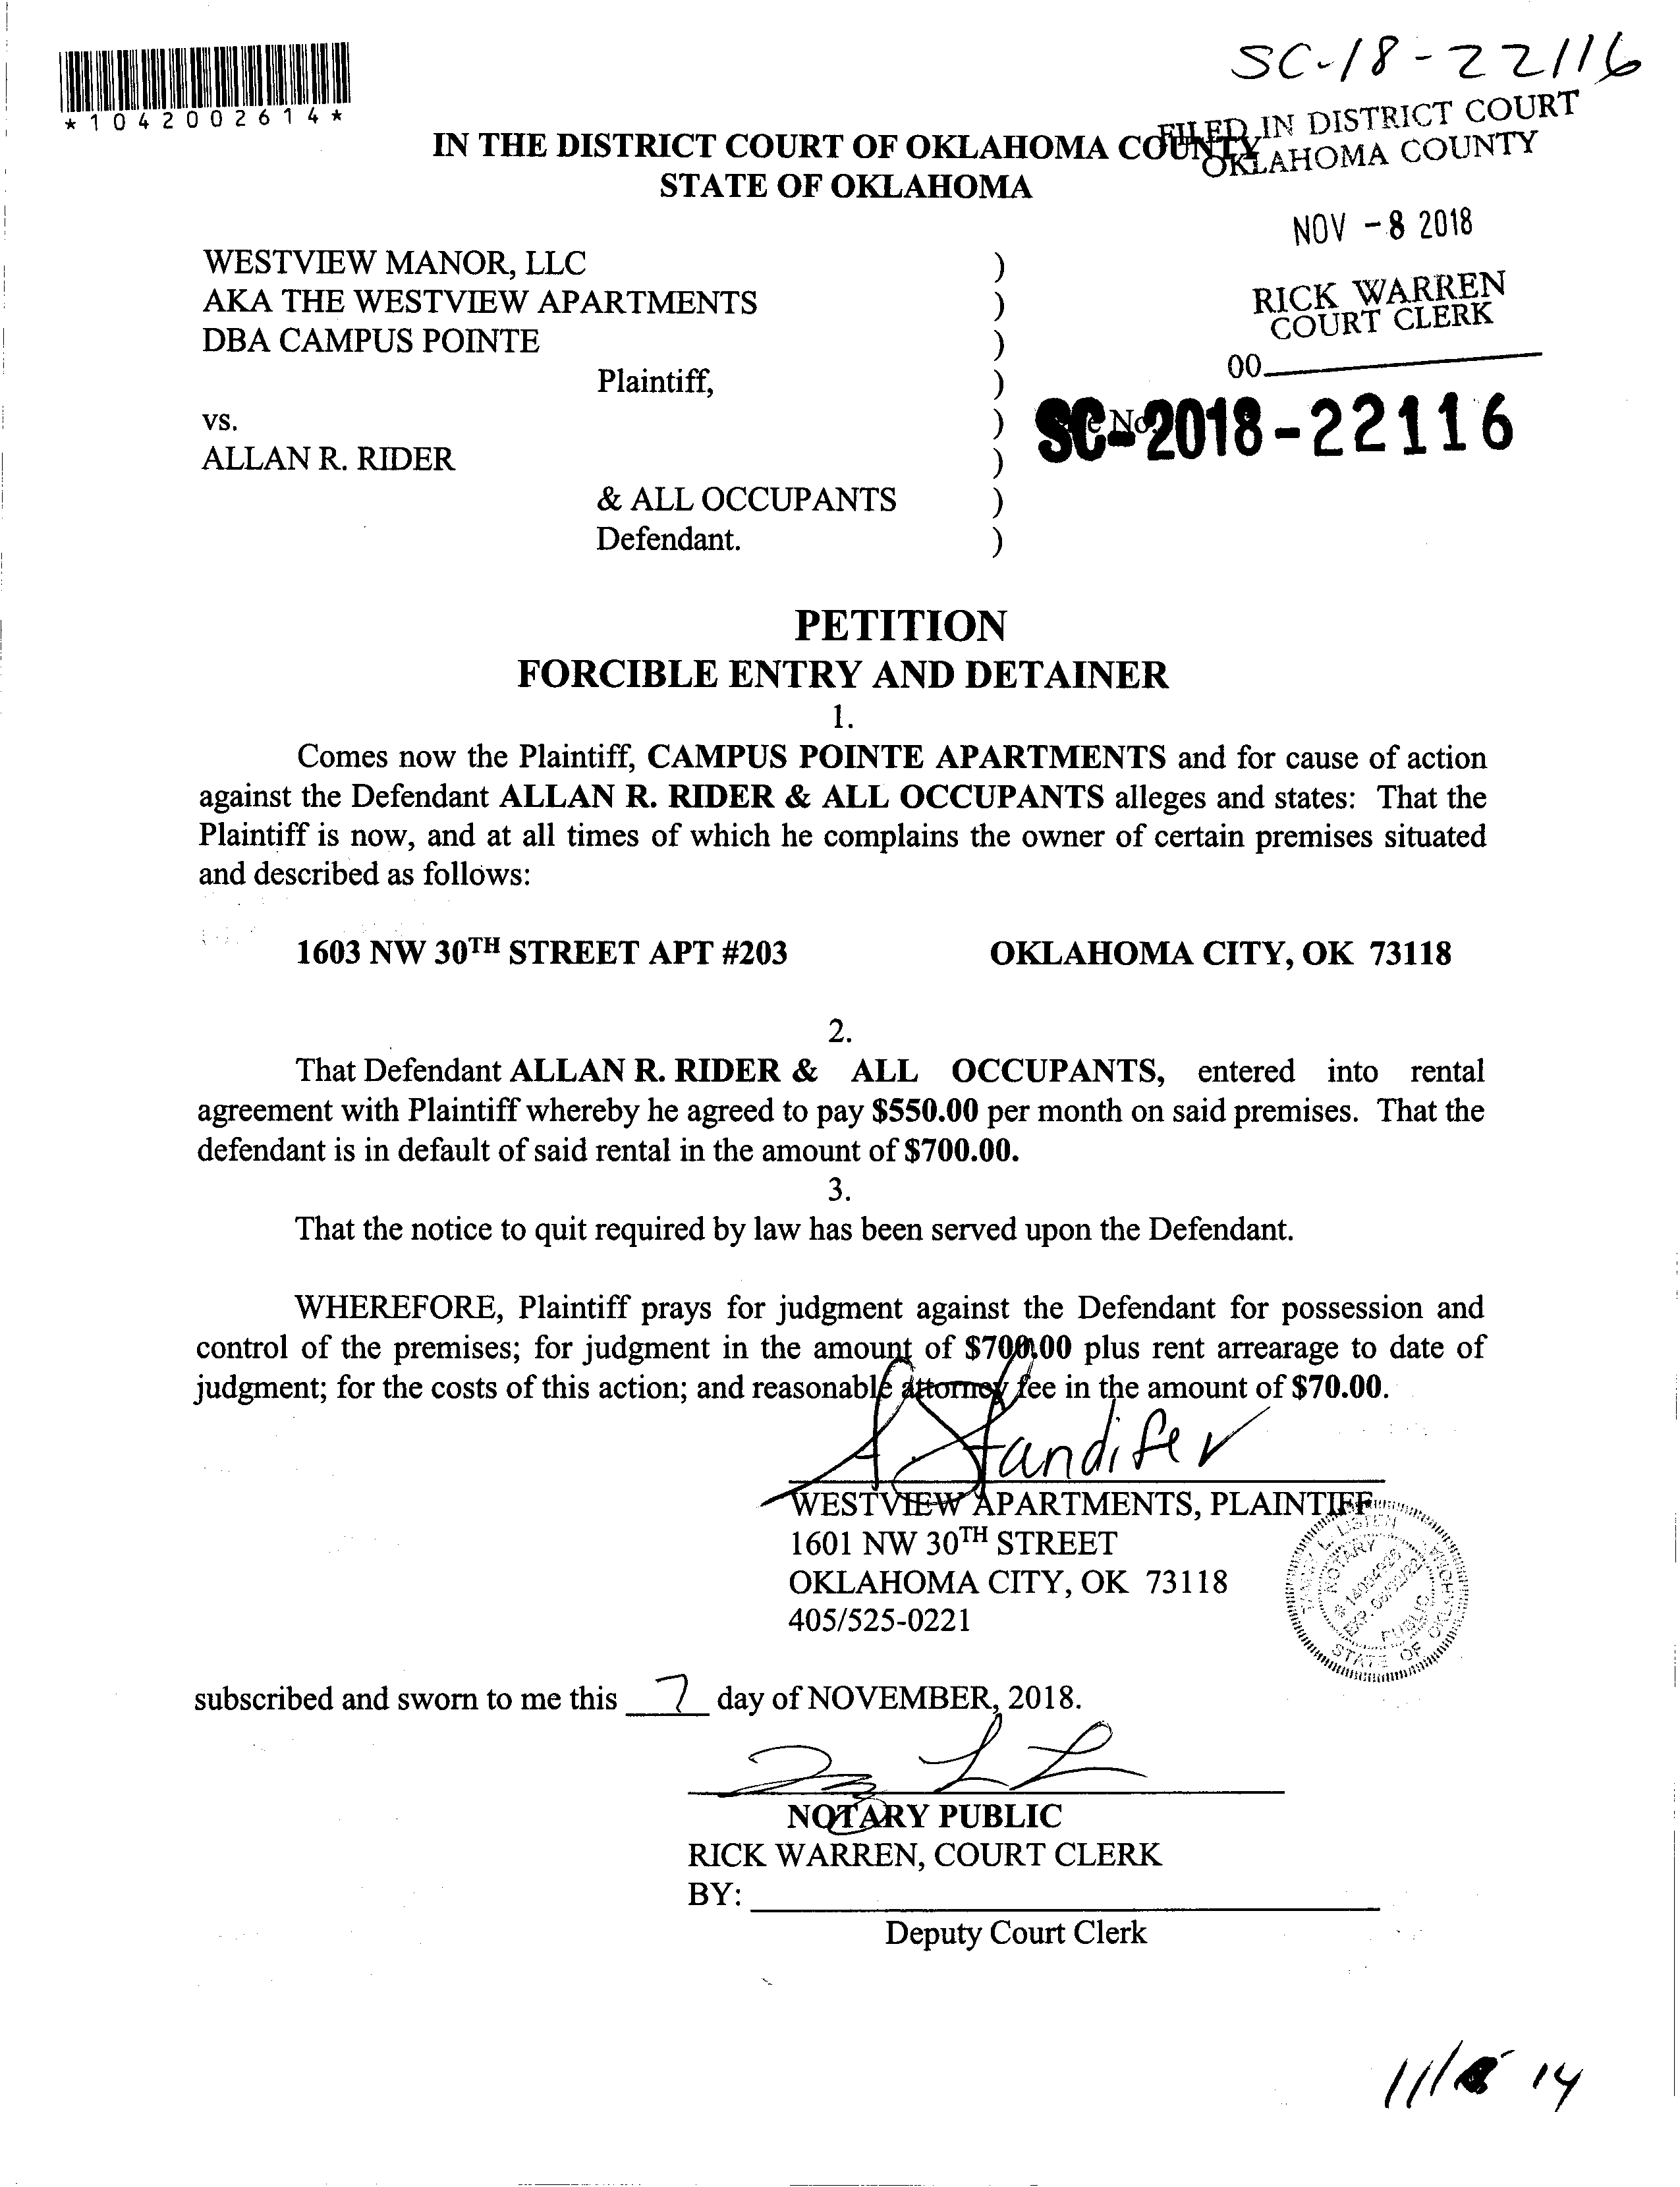 SC-18-22116
*1042002614*
FILED IN DISTRICT COURT
OKLAHOMA COUNTY
IN THE DISTRICT COURT OF OKLAHOMA COUNTY
STATE OF OKLAHOMA
NOV -8 2018
RICK WARREN
COURT CLERK
00
WESTVIEW MANOR, LLC )
AKA THE WESTVIEW APARTMENTS )
DBA CAMPUS POINTE )
Plaintiff, )
vs. )
SC-2018-22116
ALLAN R. RIDER )
& ALL OCCUPANTS )
Defendant. )
PETITION
FORCIBLE ENTRY AND DETAINER
1.
Comes now the Plaintiff, CAMPUS POINTE APARTMENTS and for cause of action
against the Defendant ALLAN R. RIDER & ALL OCCUPANTS alleges and states: That the
Plaintiff is now, and at all times of which he complains the owner of certain premises situated
and described as follows:
1603 NW 30TH STREET APT #203 OKLAHOMA CITY, OK 73118
2.
That Defendant ALLAN R. RIDER & ALL OCCUPANTS, entered into rental
agreement with Plaintiff whereby he agreed to pay $550.00 per month on said premises. That the
defendant is in default of said rental in the amount of $700.00.
3.
That the notice to quit required by law has been served upon the Defendant.
WHEREFORE, Plaintiff prays for judgment against the Defendant for possession and
control of the premises; for judgment in the amount of $700.00 plus rent arrearage to date of
judgment; for the costs of this action; and reasonable attorney fee in the amount of $70.00.
A Standifer
WESTVIEW APARTMENTS, PLAINTIFF
1601 NW 30TH STREET
OKLAHOMA CITY, OK 73118
405/525-0221
L. LISTEN
NOTARY
# 14004926
EXP.
PUBLIC
STATE OF OKLAHOMA
subscribed and sworn to me this 7 day of NOVEMBER, 2018.
NOTARY PUBLIC
RICK WARREN, COURT CLERK
BY:
Deputy Court Clerk
11/ 14